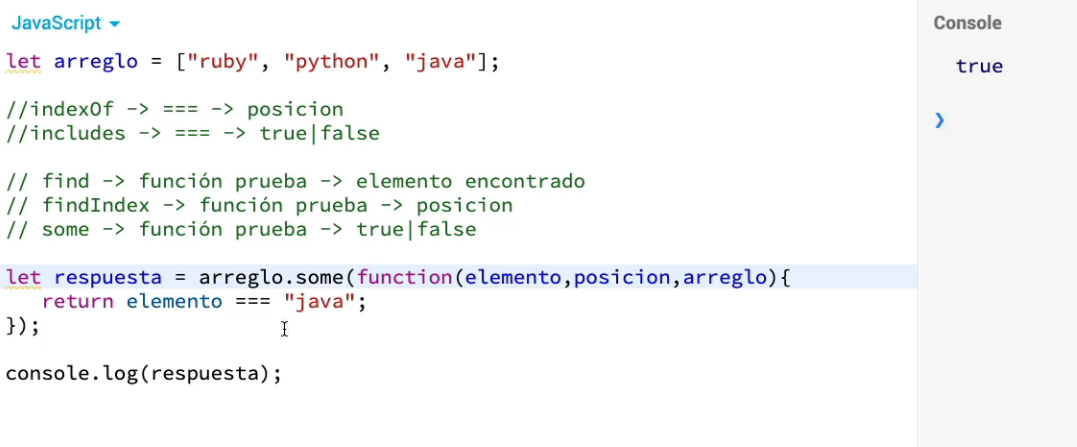 JavaScript
let arreglo = ["ruby", "python", "java"];
//indexOf -> === -> posicion
//includes -> === -> true|false
// find -> función prueba -> elemento encontrado
// findIndex -> función prueba -> posicion
// some -> función prueba -> true|false
let respuesta = arreglo.some(function(elemento,posicion,arreglo){
   return elemento === "java";
});
console.log(respuesta);
Console
true